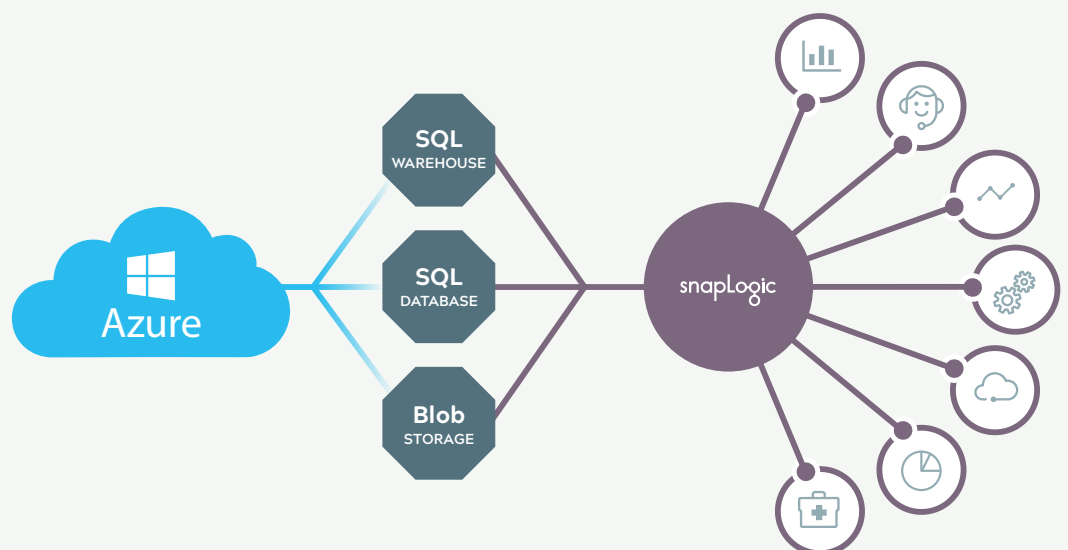 Azure
SQL
WAREHOUSE
SQL
DATABASE
Blob
STORAGE
snapLogic